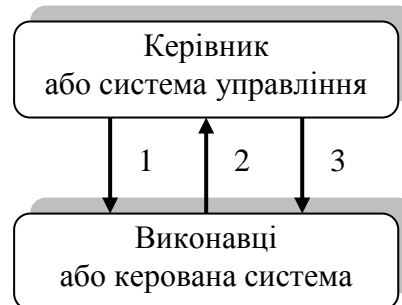 Керівник
або система управління
1 2 3
Виконавці
або керована система